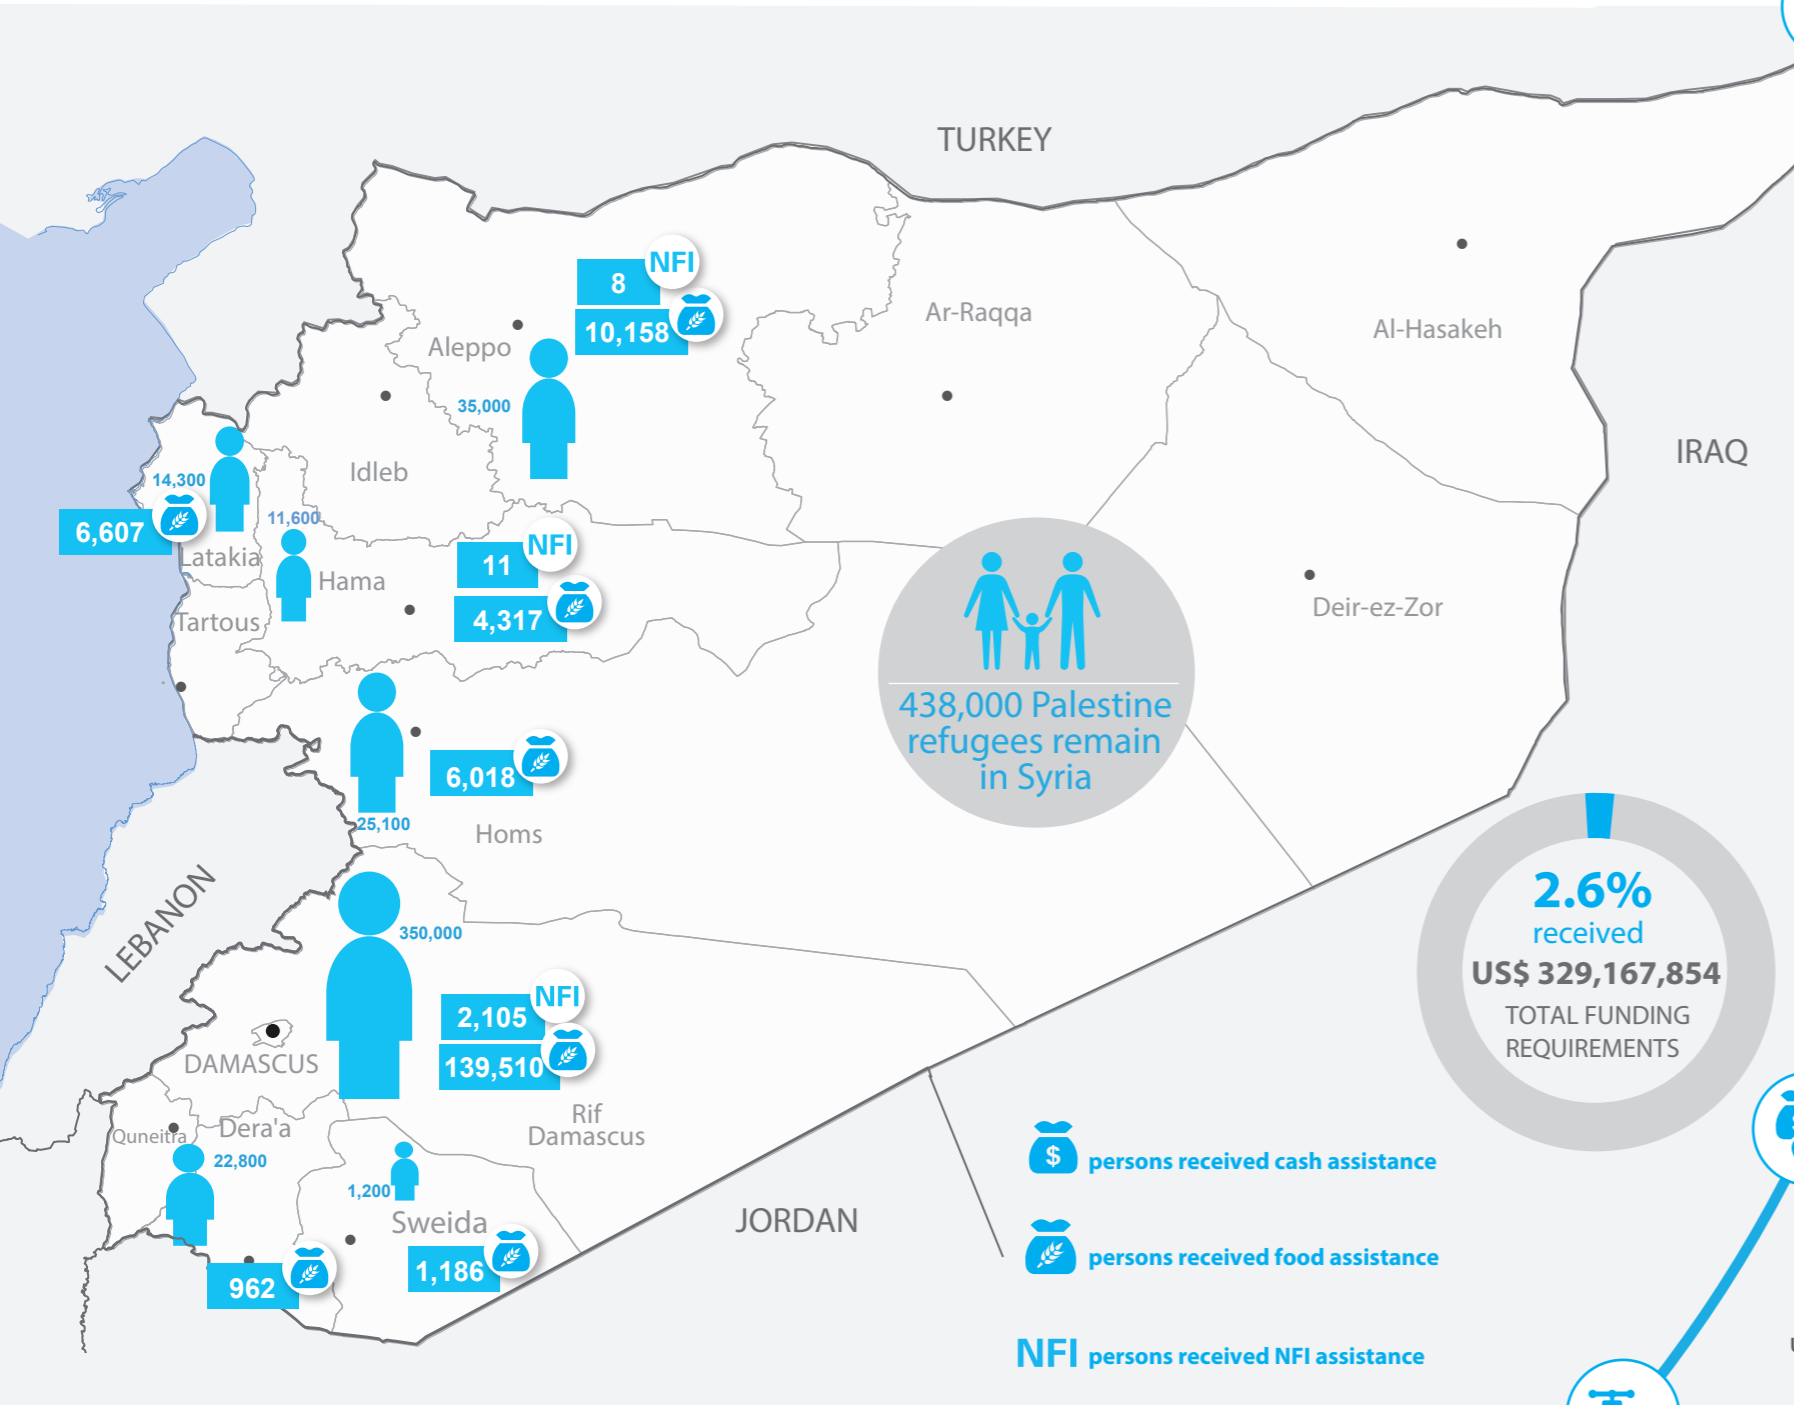 TURKEY
NFI
8
10,158
Ar-Raqqa
Al-Hasakeh
Aleppo
35,000
IRAQ
Idleb
14,300
6,607
11,600
Latakia
NFI
11
Hama
4,317
Tartous
Deir-ez-Zor
438,000 Palestine
refugees remain
in Syria
6,018
25,100
Homs
2.6%
received
US$ 329,167,854
TOTAL FUNDING
REQUIREMENTS
LEBANON
350,000
NFI
2,105
139,510
DAMASCUS
Rif
Damascus
Quneitra
Dera'a
22,800
1,200
Sweida
1,186
962
JORDAN
$ persons received cash assistance
persons received food assistance
NFI persons received NFI assistance